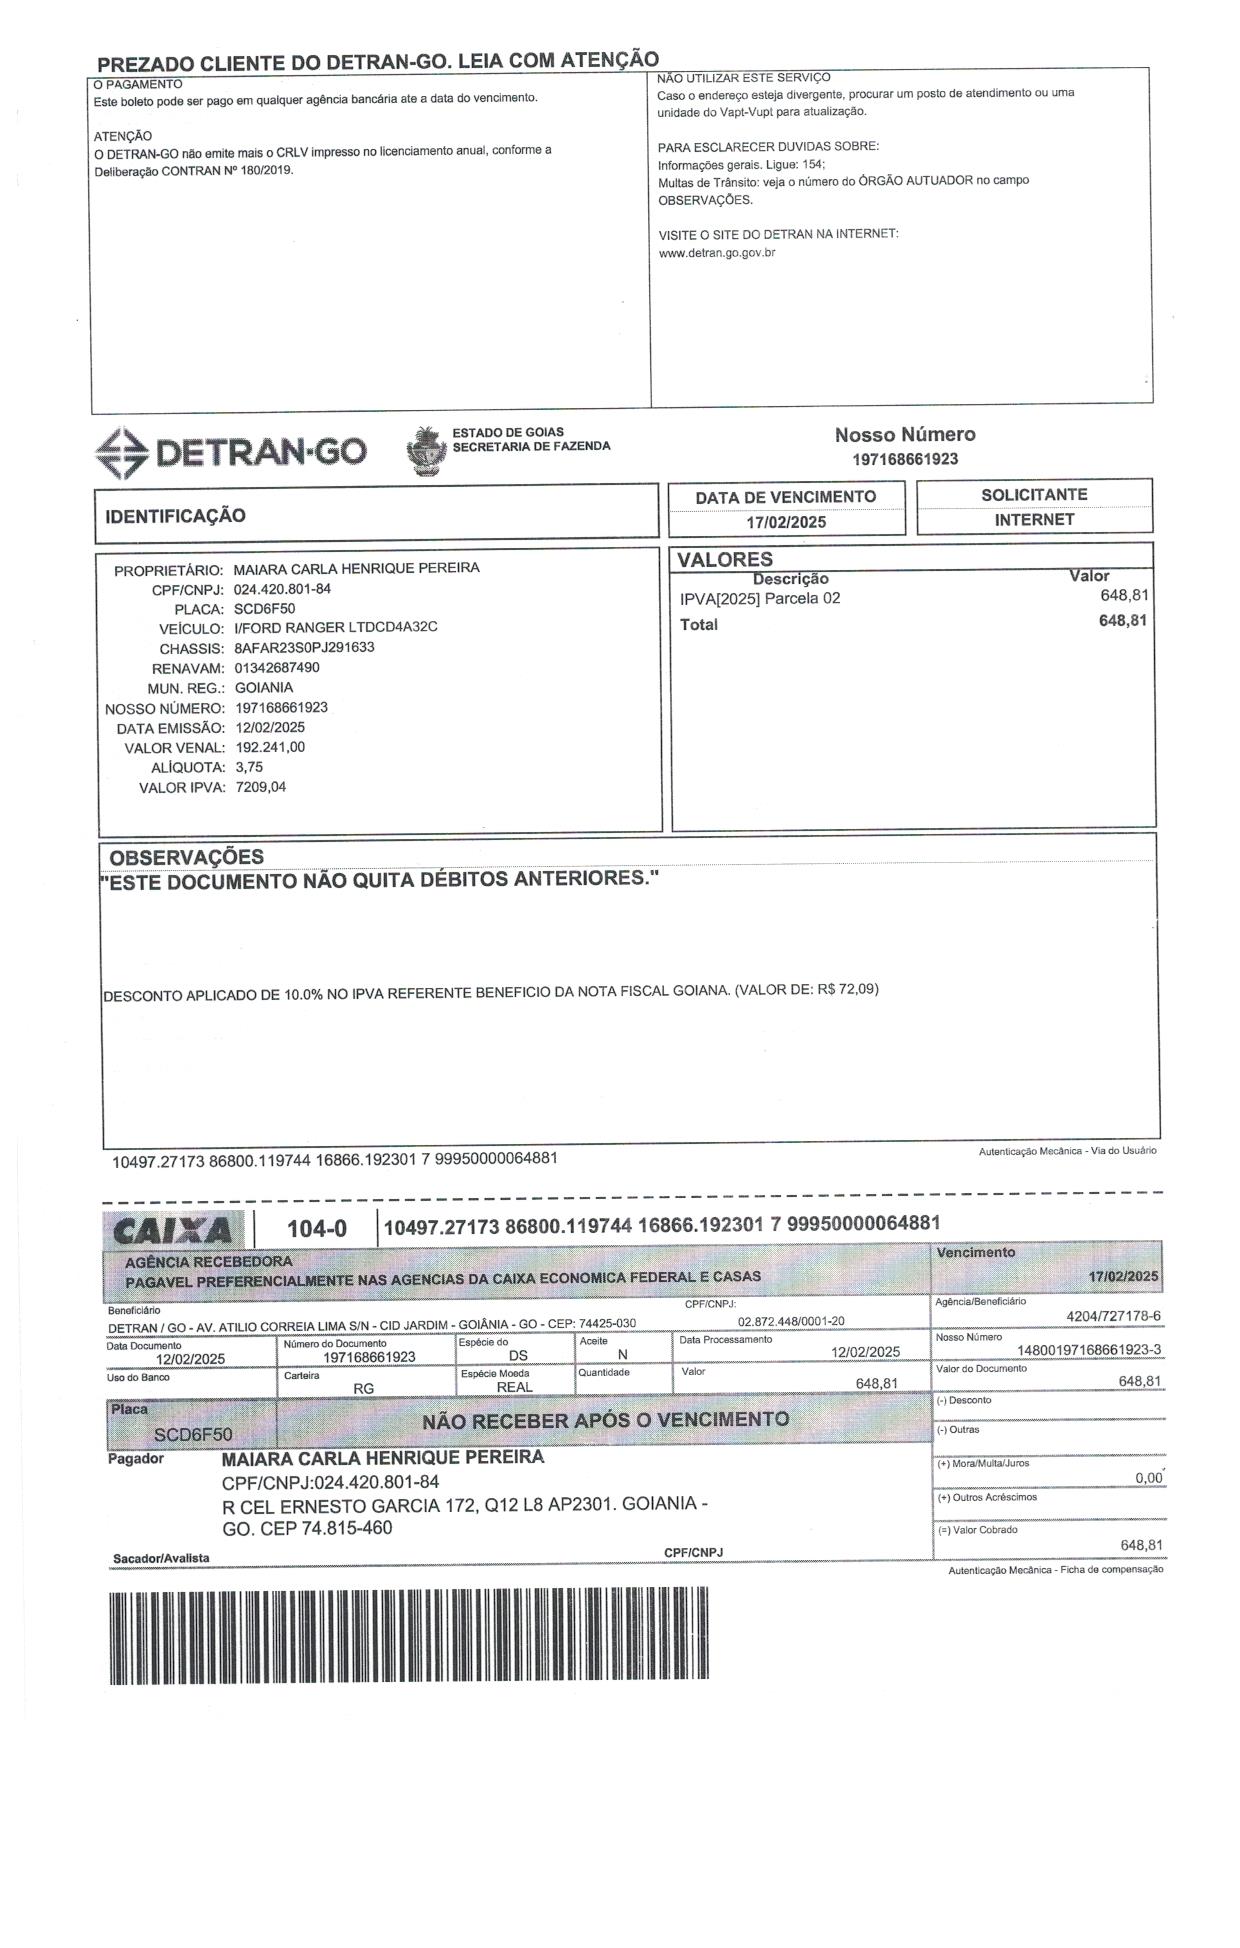 PREZADO CLIENTE DO DETRAN-GO. LEIA COM ATENÇÃO
O PAGAMENTO
Este boleto pode ser pago em qualquer agência bancária ate a data do vencimento.
ATENÇÃO
O DETRAN-GO não emite mais o CRLV impresso no licenciamento anual, conforme a
Deliberação CONTRAN Nº 180/2019.
NÃO UTILIZAR ESTE SERVIÇO
Caso o endereço esteja divergente, procurar um posto de atendimento ou uma
unidade do Vapt-Vupt para atualização.
PARA ESCLARECER DUVIDAS SOBRE:
Informações gerais. Ligue: 154;
Multas de Trânsito: veja o número do ÓRGÃO AUTUADOR no campo
OBSERVAÇÕES.
VISITE O SITE DO DETRAN NA INTERNET:
www.detran.go.gov.br
DETRAN-GO
ESTADO DE GOIAS
SECRETARIA DE FAZENDA
Nosso Número
197168661923
IDENTIFICAÇÃO
DATA DE VENCIMENTO
17/02/2025
SOLICITANTE
INTERNET
PROPRIETÁRIO: MAIARA CARLA HENRIQUE PEREIRA
CPF/CNPJ: 024.420.801-84
PLACA: SCD6F50
VEÍCULO: I/FORD RANGER LTDCD4A32C
CHASSIS: 8AFAR23S0PJ291633
RENAVAM: 01342687490
MUN. REG.: GOIANIA
NOSSO NÚMERO: 197168661923
DATA EMISSÃO: 12/02/2025
VALOR VENAL: 192.241,00
ALÍQUOTA: 3,75
VALOR IPVA: 7209,04
VALORES
Descrição Valor
IPVA[2025] Parcela 02 648,81
Total 648,81
OBSERVAÇÕES
"ESTE DOCUMENTO NÃO QUITA DÉBITOS ANTERIORES."
DESCONTO APLICADO DE 10.0% NO IPVA REFERENTE BENEFICIO DA NOTA FISCAL GOIANA. (VALOR DE: R$ 72,09)
10497.27173 86800.119744 16866.192301 7 99950000064881
Autenticação Mecânica - Via do Usuário
CAIXA 104-0 10497.27173 86800.119744 16866.192301 7 99950000064881
AGÊNCIA RECEBEDORA
PAGAVEL PREFERENCIALMENTE NAS AGENCIAS DA CAIXA ECONOMICA FEDERAL E CASAS
Vencimento
17/02/2025
Beneficiário CPF/CNPJ:
DETRAN / GO - AV. ATILIO CORREIA LIMA S/N - CID JARDIM - GOIÂNIA - GO - CEP: 74425-030 02.872.448/0001-20
Agência/Beneficiário
4204/727178-6
Data Documento Número do Documento Espécie do Aceite Data Processamento
12/02/2025 197168661923 DS N 12/02/2025
Nosso Número
14800197168661923-3
Uso do Banco Carteira Espécie Moeda Quantidade Valor
RG REAL 648,81
Valor do Documento
648,81
Placa
SCD6F50
NÃO RECEBER APÓS O VENCIMENTO
(-) Desconto
(-) Outras
Pagador MAIARA CARLA HENRIQUE PEREIRA
CPF/CNPJ:024.420.801-84
R CEL ERNESTO GARCIA 172, Q12 L8 AP2301. GOIANIA -
GO. CEP 74.815-460
(+) Mora/Multa/Juros
0,00
(+) Outros Acréscimos
(=) Valor Cobrado
648,81
Sacador/Avalista CPF/CNPJ
Autenticação Mecânica - Ficha de compensação